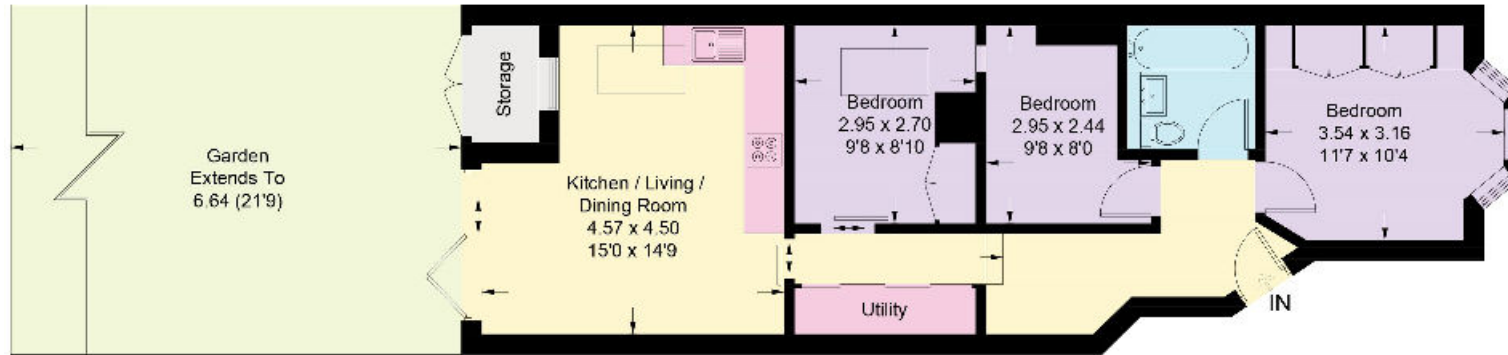 Garden
Extends To
6.64 (21'9)
Storage
Kitchen / Living /
Dining Room
4.57 x 4.50
15'0 x 14'9
Bedroom
2.95 x 2.70
9'8 x 8'10
Utility
Bedroom
2.95 x 2.44
9'8 x 8'0
Bedroom
3.54 x 3.16
11'7 x 10'4
IN